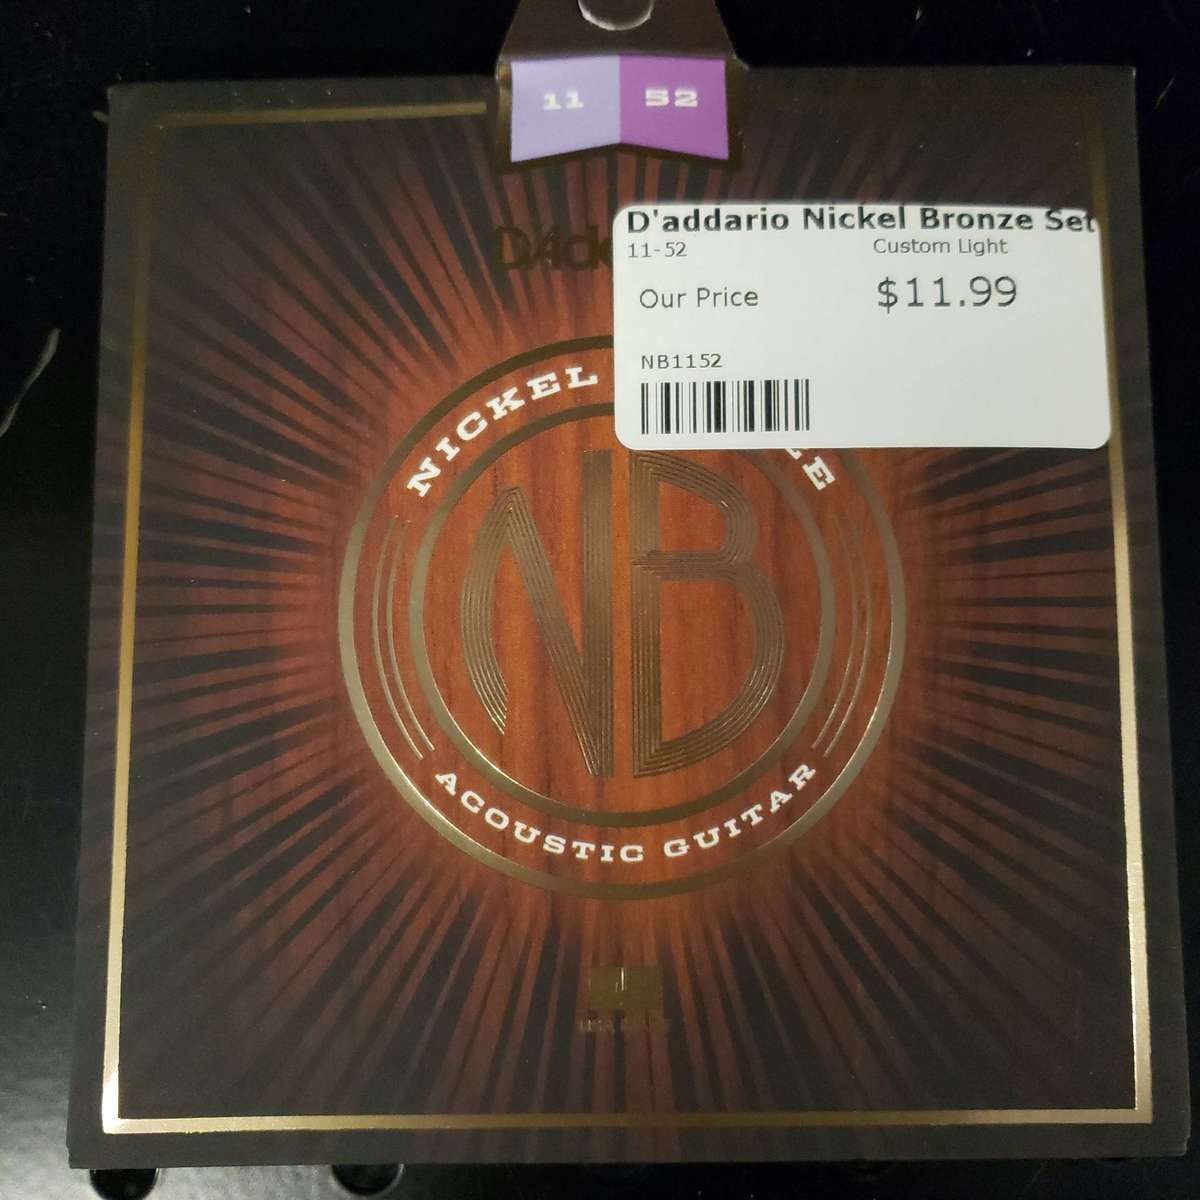 11 52
D'addario Nickel Bronze Set
11-52 Custom Light
Our Price $11.99
NB1152
NICKEL
NB
ACOUSTIC GUITAR
USA